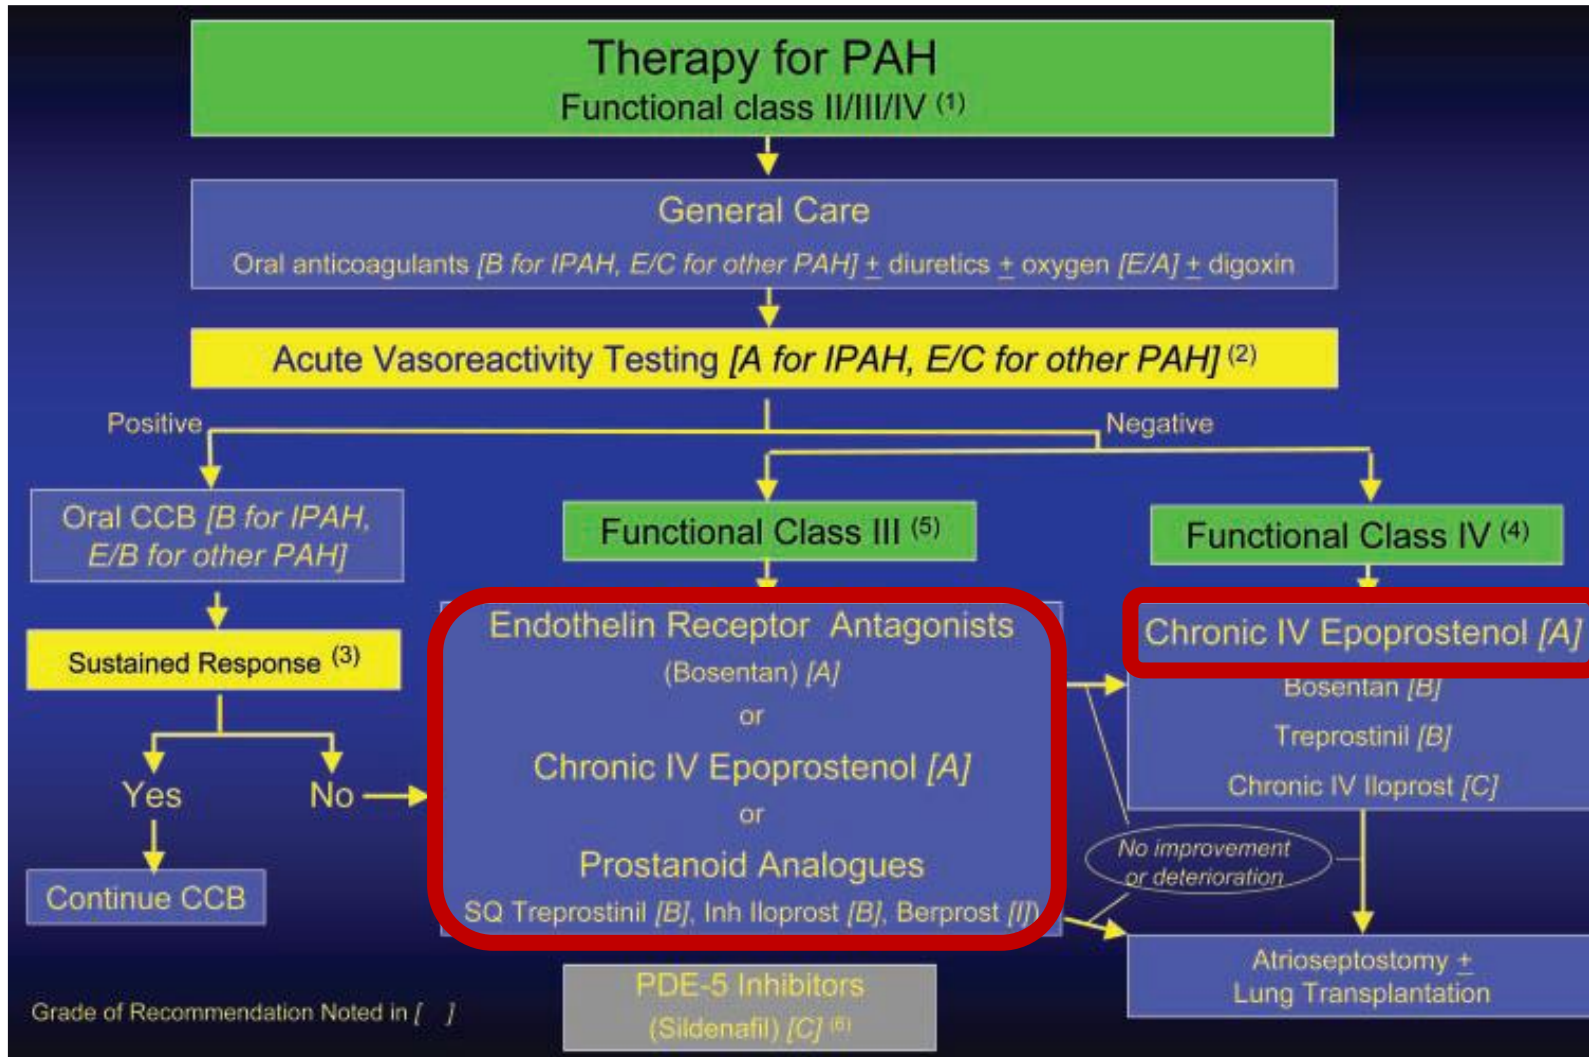 Therapy for PAH
Functional class II/III/IV (1)
General Care
Oral anticoagulants [B for IPAH, E/C for other PAH] ± diuretics ± oxygen [E/A] ± digoxin
Acute Vasoreactivity Testing [A for IPAH, E/C for other PAH] (2)
Positive
Negative
Oral CCB [B for IPAH,
E/B for other PAH]
Functional Class III (5)
Functional Class IV (4)
Sustained Response (3)
Yes
No
Continue CCB
Endothelin Receptor Antagonists
(Bosentan) [A]
or
Chronic IV Epoprostenol [A]
or
Prostanoid Analogues
SQ Treprostinil [B], Inh Iloprost [B], Berprost [I])
Chronic IV Epoprostenol [A]
Bosentan [B]
Treprostinil [B]
Chronic IV Iloprost [C]
No improvement
or deterioration
Atrioseptostomy ±
Lung Transplantation
PDE-5 Inhibitors
(Sildenafil) [C] (6)
Grade of Recommendation Noted in [ ]